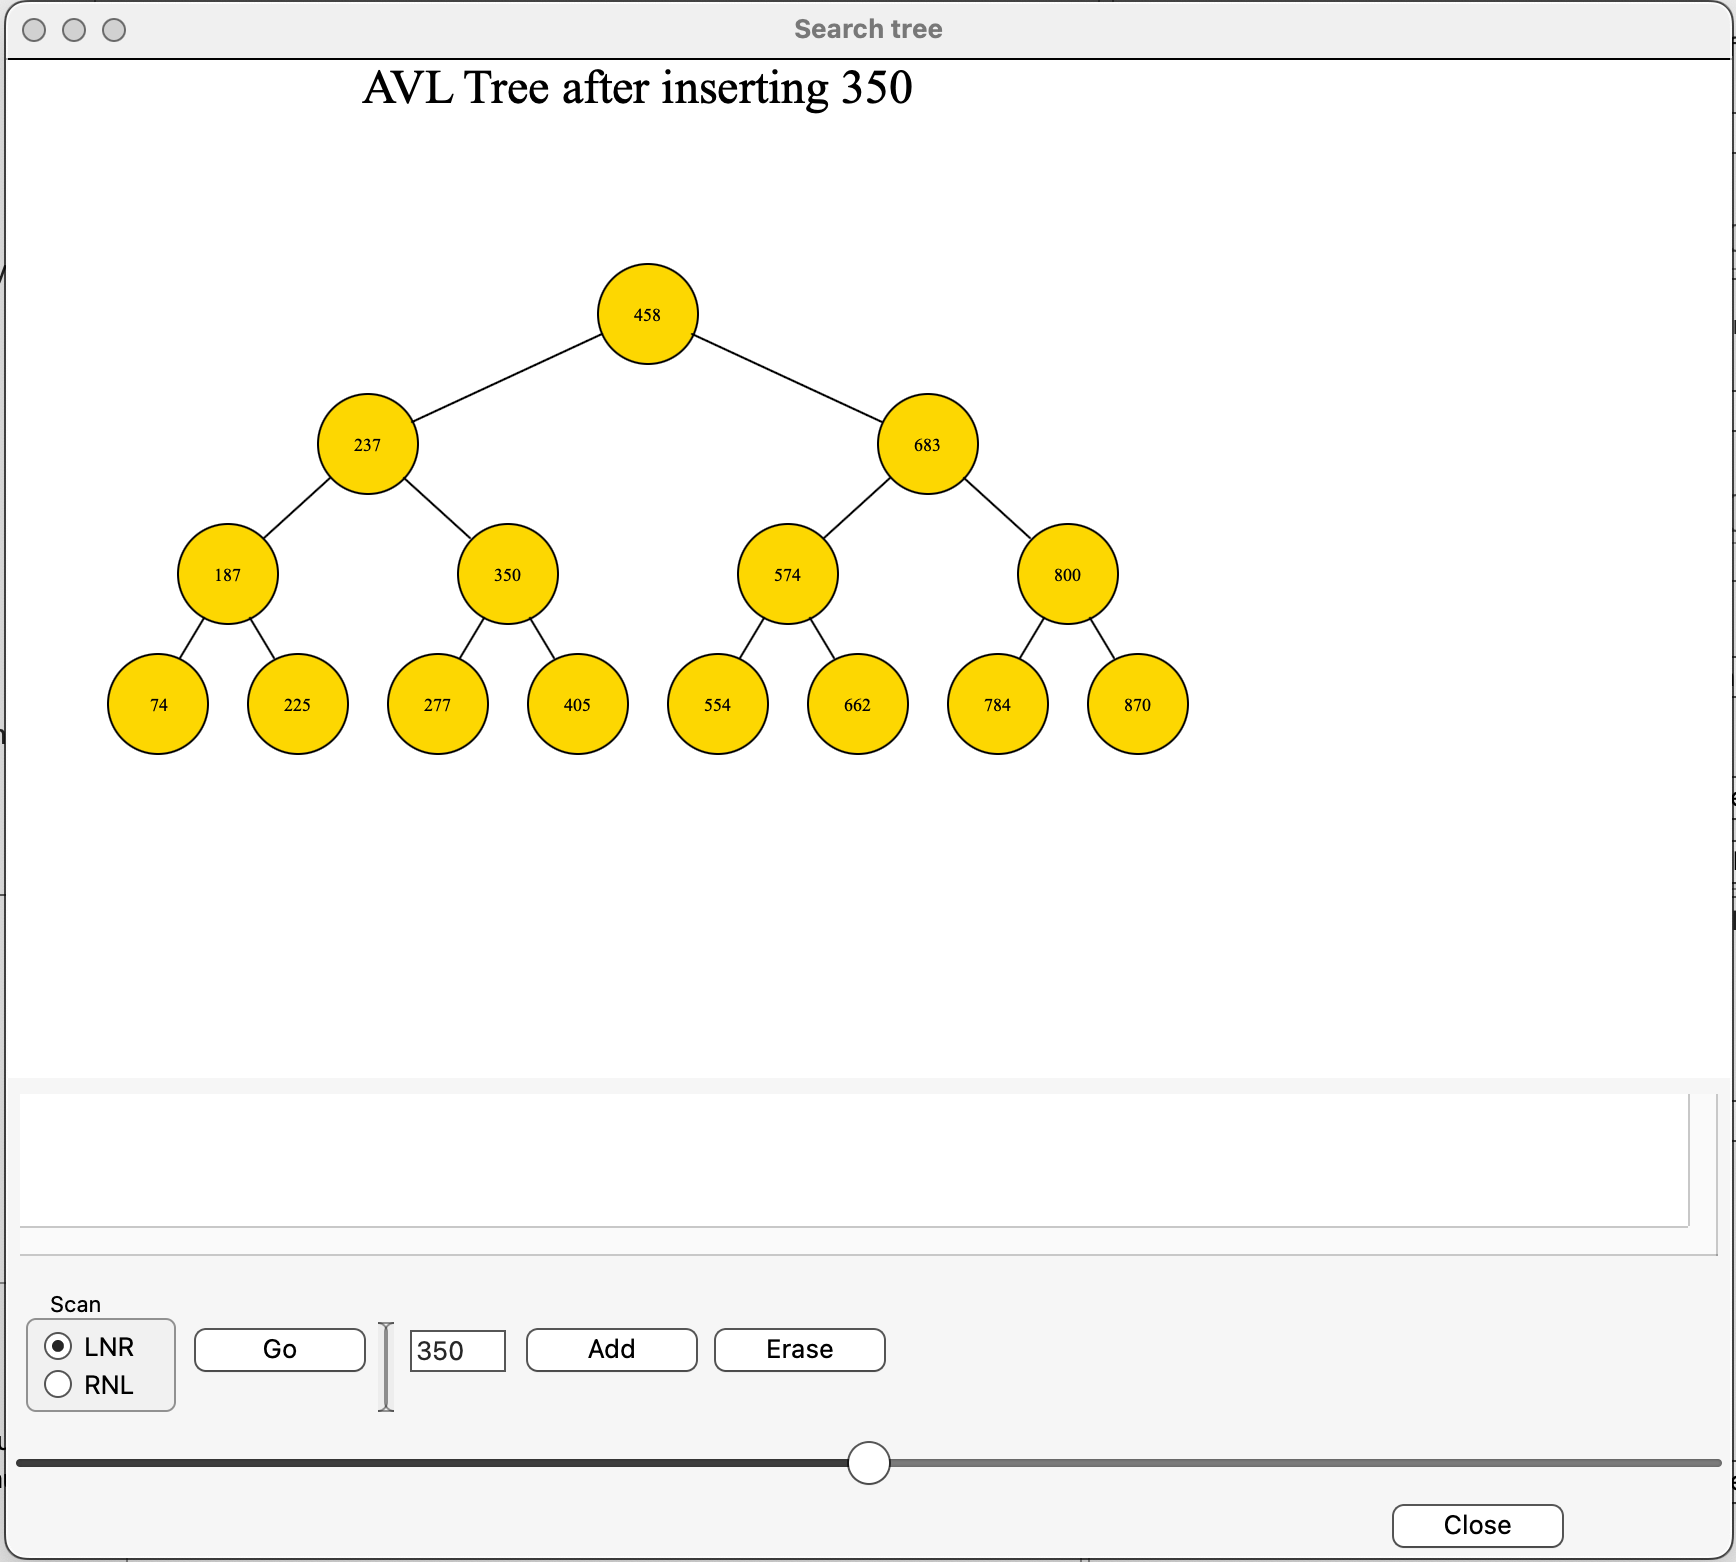 Search tree
AVL Tree after inserting 350
458
237 683
187 350 574 800
74 225 277 405 554 662 784 870
Scan
LNR
RNL
Go
350
Add
Erase
Close